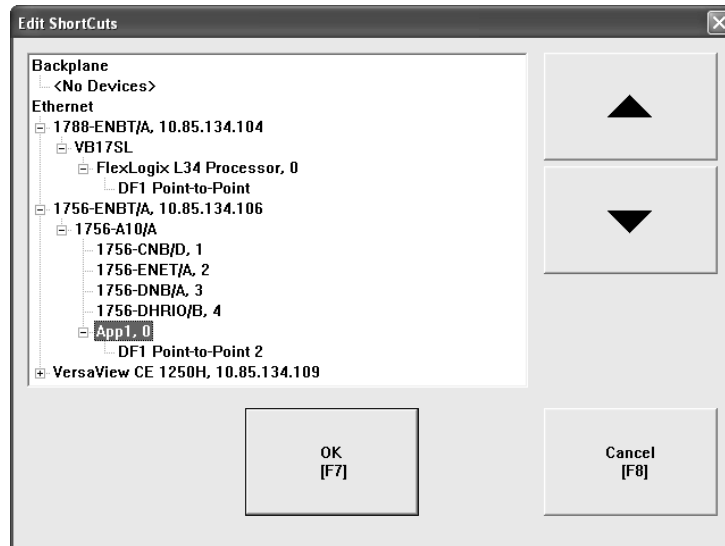 Edit ShortCuts
Backplane
<No Devices>
Ethernet
1788-ENBT/A, 10.85.134.104
VB17SL
FlexLogix L34 Processor, 0
DF1 Point-to-Point
1756-ENBT/A, 10.85.134.106
1756-A10/A
1756-CNB/D, 1
1756-ENET/A, 2
1756-DNB/A, 3
1756-DHRIO/B, 4
App1, 0
DF1 Point-to-Point 2
VersaView CE 1250H, 10.85.134.109
OK
[F7]
Cancel
[F8]